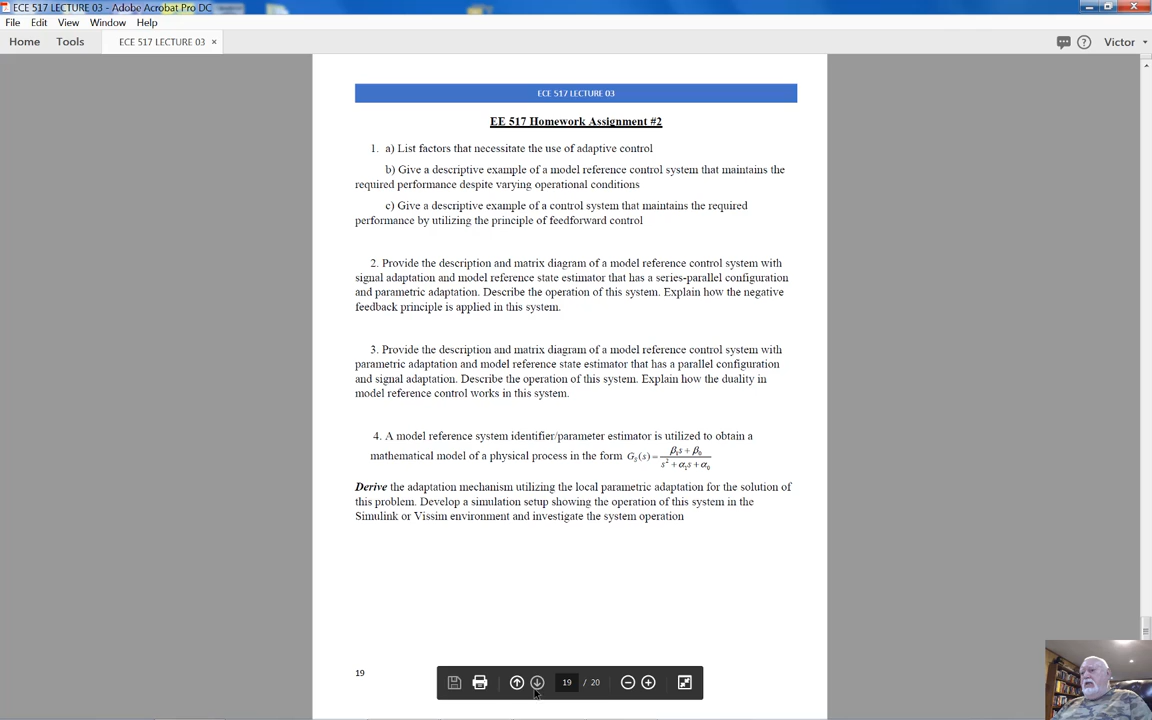 ECE 517 LECTURE 03 - Adobe Acrobat Pro DC
File Edit View Window Help
Home Tools ECE 517 LECTURE 03 × Victor
ECE 517 LECTURE 03
EE 517 Homework Assignment #2
1. a) List factors that necessitate the use of adaptive control
b) Give a descriptive example of a model reference control system that maintains the
required performance despite varying operational conditions
c) Give a descriptive example of a control system that maintains the required
performance by utilizing the principle of feedforward control
2. Provide the description and matrix diagram of a model reference control system with
signal adaptation and model reference state estimator that has a series-parallel configuration
and parametric adaptation. Describe the operation of this system. Explain how the negative
feedback principle is applied in this system.
3. Provide the description and matrix diagram of a model reference control system with
parametric adaptation and model reference state estimator that has a parallel configuration
and signal adaptation. Describe the operation of this system. Explain how the duality in
model reference control works in this system.
4. A model reference system identifier/parameter estimator is utilized to obtain a
mathematical model of a physical process in the form G_S(s) = (β₁s + β₀) / (s² + α₁s + α₀)
Derive the adaptation mechanism utilizing the local parametric adaptation for the solution of
this problem. Develop a simulation setup showing the operation of this system in the
Simulink or Vissim environment and investigate the system operation
19
19 / 20